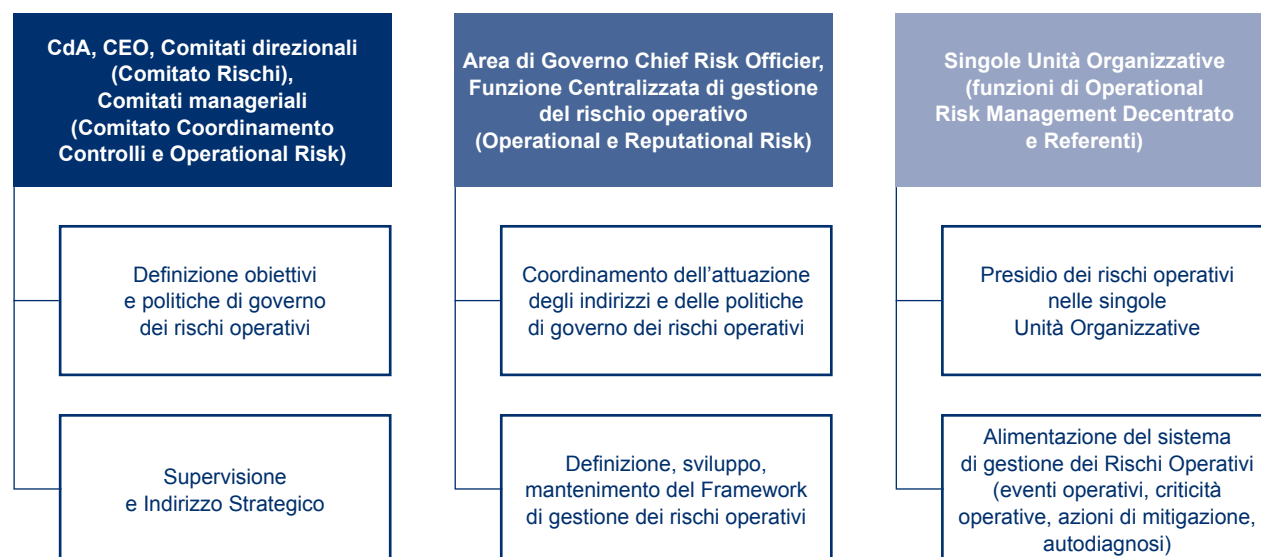 CdA, CEO, Comitati direzionali
(Comitato Rischi),
Comitati manageriali
(Comitato Coordinamento
Controlli e Operational Risk)
Definizione obiettivi
e politiche di governo
dei rischi operativi
Supervisione
e Indirizzo Strategico
Area di Governo Chief Risk Officier,
Funzione Centralizzata di gestione
del rischio operativo
(Operational e Reputational Risk)
Coordinamento dell’attuazione
degli indirizzi e delle politiche
di governo dei rischi operativi
Definizione, sviluppo,
mantenimento del Framework
di gestione dei rischi operativi
Singole Unità Organizzative
(funzioni di Operational
Risk Management Decentrato
e Referenti)
Presidio dei rischi operativi
nelle singole
Unità Organizzative
Alimentazione del sistema
di gestione dei Rischi Operativi
(eventi operativi, criticità
operative, azioni di mitigazione,
autodiagnosi)